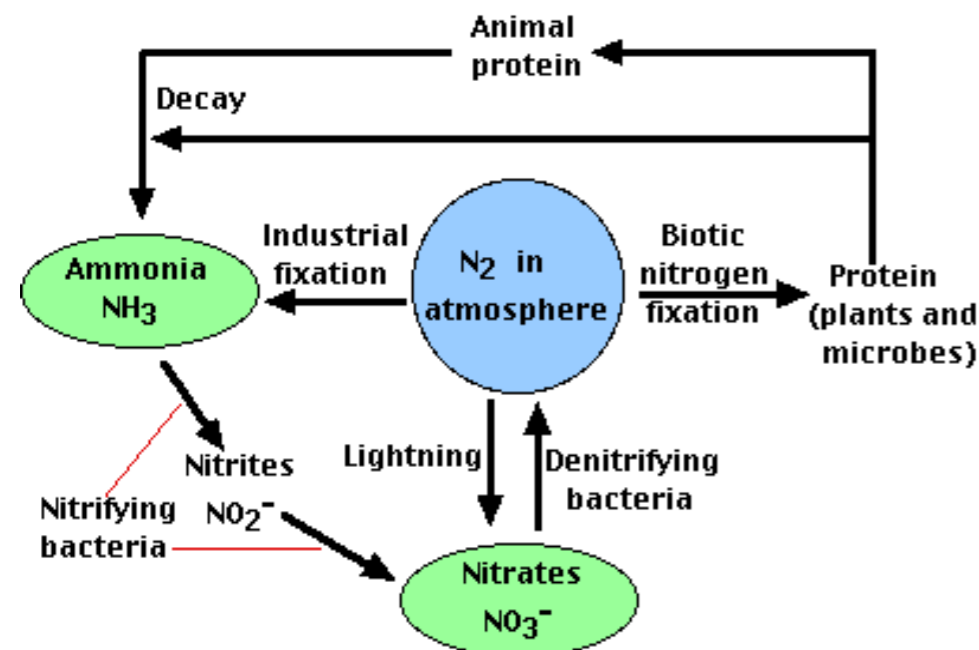 Animal
protein
Decay
Industrial
fixation
N2 in
atmosphere
Biotic
nitrogen
fixation
Ammonia
NH3
Protein
(plants and
microbes)
Lightning
Denitrifying
bacteria
Nitrites
NO2⁻
Nitrifying
bacteria
Nitrates
NO3⁻